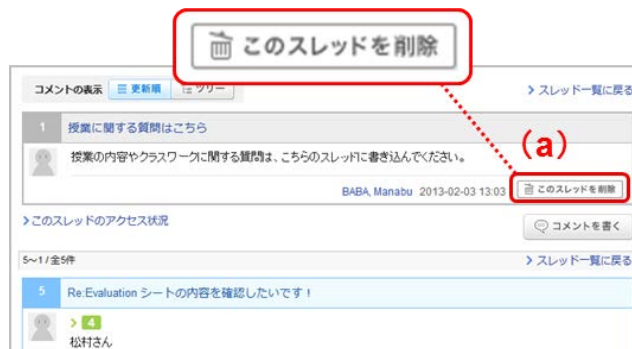 このスレッドを削除
コメントの表示 更新順 ツリー
スレッド一覧に戻る
1 授業に関する質問はこちら
(a)
授業の内容やクラスワークに関する質問は、こちらのスレッドに書き込んでください。
BABA, Manabu 2013-02-03 13:03 このスレッドを削除
このスレッドのアクセス状況
コメントを書く
5～1 / 全5件
スレッド一覧に戻る
5 Re:Evaluation シートの内容を確認したいです!
> 4
松村さん